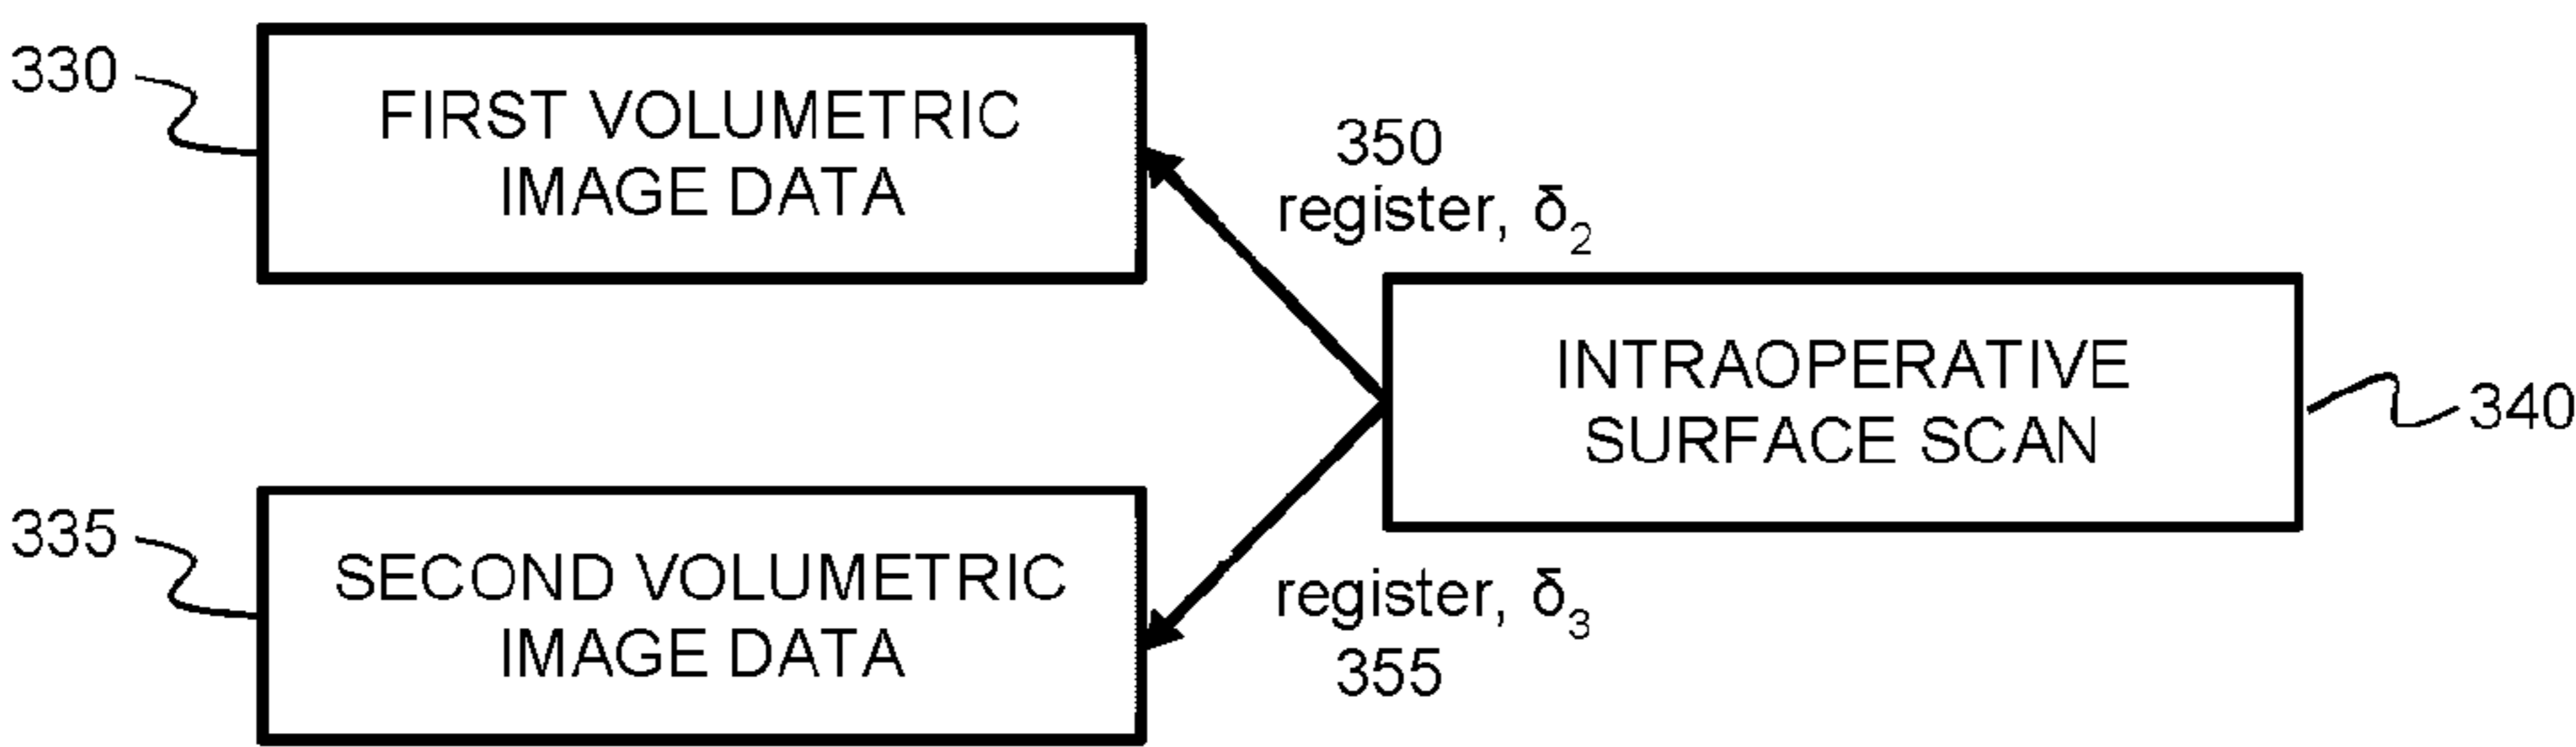 330
FIRST VOLUMETRIC
IMAGE DATA
350
register, δ₂
INTRAOPERATIVE
SURFACE SCAN
340
335
SECOND VOLUMETRIC
IMAGE DATA
register, δ₃
355